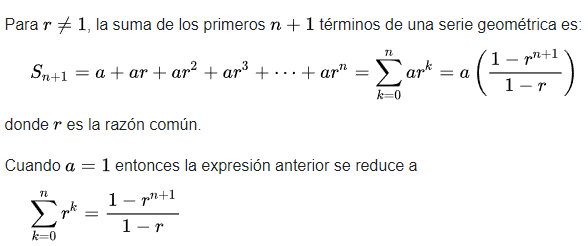 Para r ≠ 1, la suma de los primeros n + 1 términos de una serie geométrica es:
S_{n+1} = a + ar + ar^2 + ar^3 + ⋯ + ar^n = \sum_{k=0}^{n} ar^k = a \left( \frac{1 - r^{n+1}}{1 - r} \right)
donde r es la razón común.
Cuando a = 1 entonces la expresión anterior se reduce a
\sum_{k=0}^{n} r^k = \frac{1 - r^{n+1}}{1 - r}